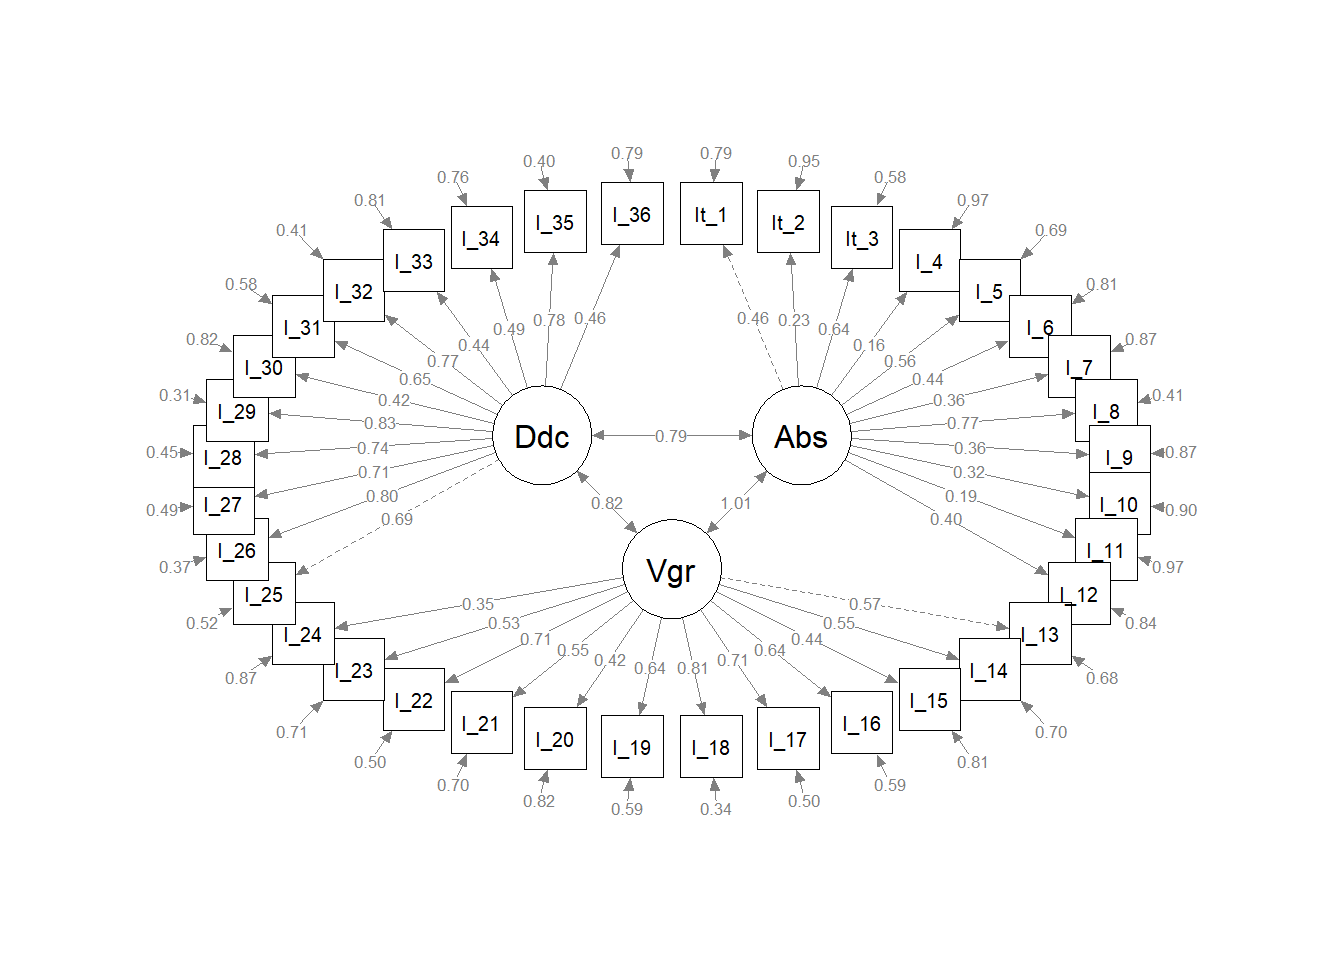 0.79 0.79
0.40 0.95
0.76 0.58
0.81 0.97
0.41 0.69
0.58 0.81
0.82 0.87
0.31 0.41
0.45 0.87
0.49 0.90
0.37 0.97
0.52 0.84
0.87 0.68
0.71 0.70
0.50 0.81
0.70 0.59
0.82 0.50
0.59 0.34
I_36 It_1
I_35 It_2
I_34 It_3
I_33 I_4
I_32 I_5
I_31 I_6
I_30 I_7
I_29 I_8
I_28 I_9
I_27 I_10
I_26 I_11
I_25 I_12
I_24 I_13
I_23 I_14
I_22 I_15
I_21 I_16
I_20 I_17
I_19 I_18
0.46 0.46
0.78 0.23
0.49 0.64
0.44 0.16
0.77 0.56
0.65 0.44
0.42 0.36
0.83 0.77
0.74 0.36
0.71 0.32
0.80 0.19
0.69 0.40
Ddc 0.79 Abs
0.82 1.01
Vgr
0.35 0.57
0.53 0.55
0.71 0.44
0.55 0.64
0.42 0.71
0.64 0.81